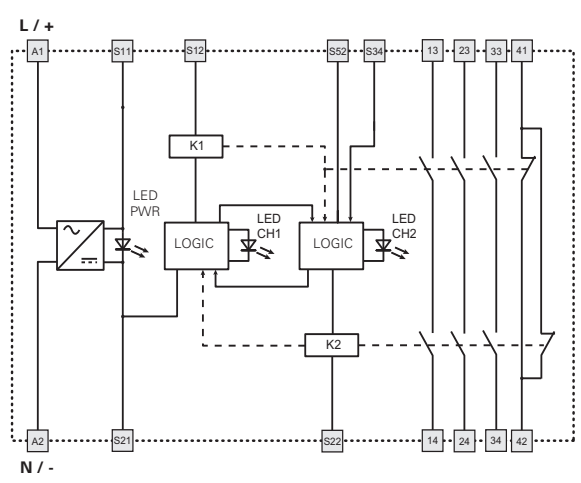 L / +
A1 S11 S12 S52 S34 13 23 33 41
K1
LED
PWR
LOGIC
LED
CH1
LOGIC
LED
CH2
K2
A2 S21 S22 14 24 34 42
N / -